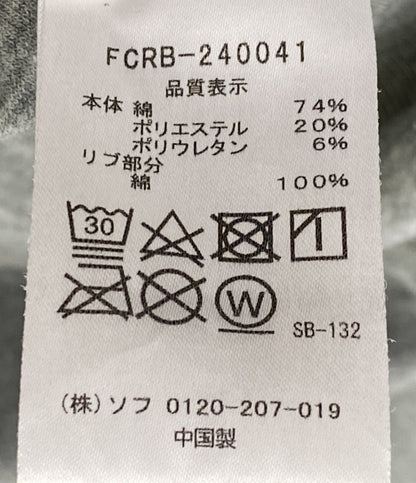 FCRB-240041
品質表示
本体 綿 74%
ポリエステル 20%
ポリウレタン 6%
リブ部分
綿 100%
30
W
SB-132
(株)ソフ 0120-207-019
中国製